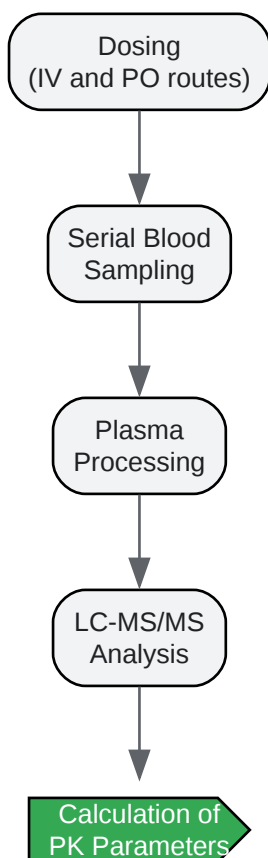 Dosing
(IV and PO routes)
Serial Blood
Sampling
Plasma
Processing
LC-MS/MS
Analysis
Calculation of
PK Parameters